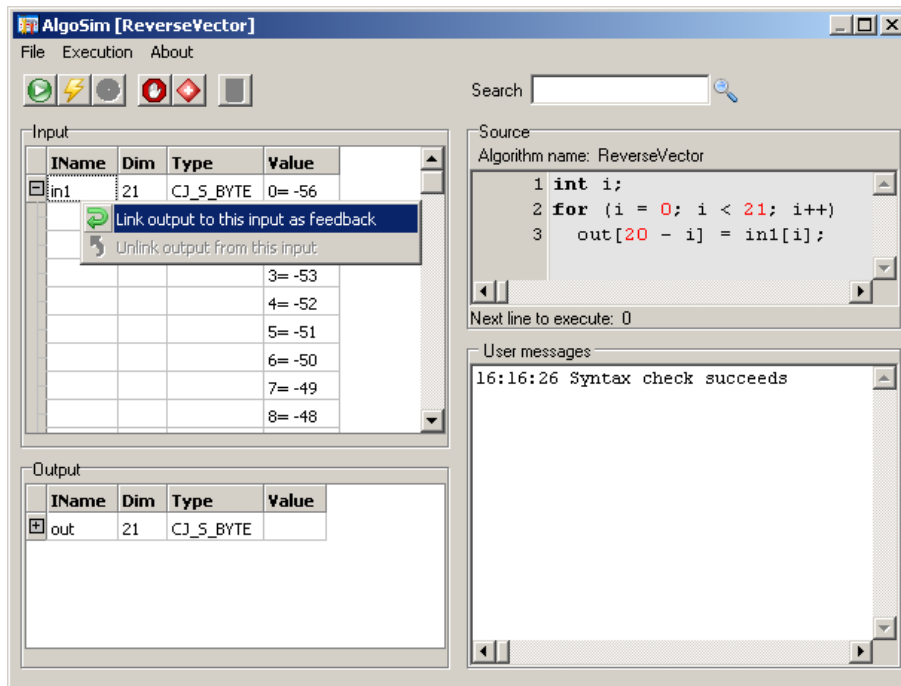 AlgoSim [ReverseVector]
File Execution About
Search
Input
IName Dim Type Value
in1 21 CJ_S_BYTE 0= -56
Link output to this input as feedback
Unlink output from this input
3= -53
4= -52
5= -51
6= -50
7= -49
8= -48
Output
IName Dim Type Value
out 21 CJ_S_BYTE
Source
Algorithm name: ReverseVector
1 int i;
2 for (i = 0; i < 21; i++)
3 out[20 - i] = in1[i];
Next line to execute: 0
User messages
16:16:26 Syntax check succeeds